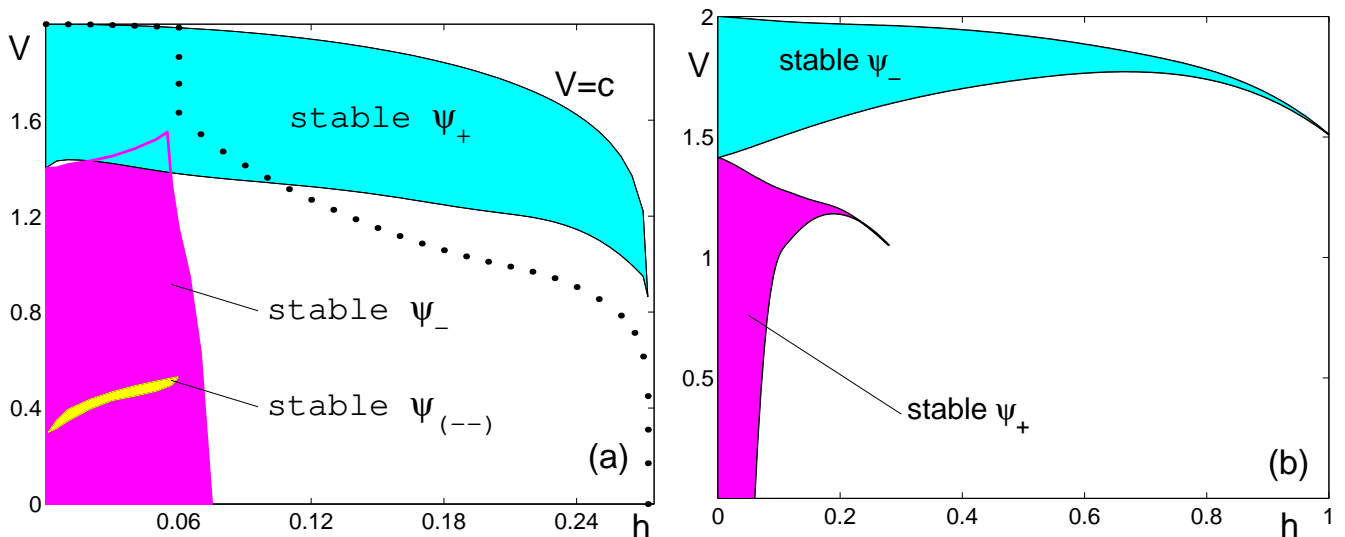 V
1.6
1.2
0.8
0.4
0
0.06
0.12
0.18
0.24
h
V=c
stable ψ+
stable ψ_
stable ψ(−−)
(a)
2
V
1.5
1
0.5
0
0.2
0.4
0.6
0.8
1
h
stable ψ_
stable ψ+
(b)